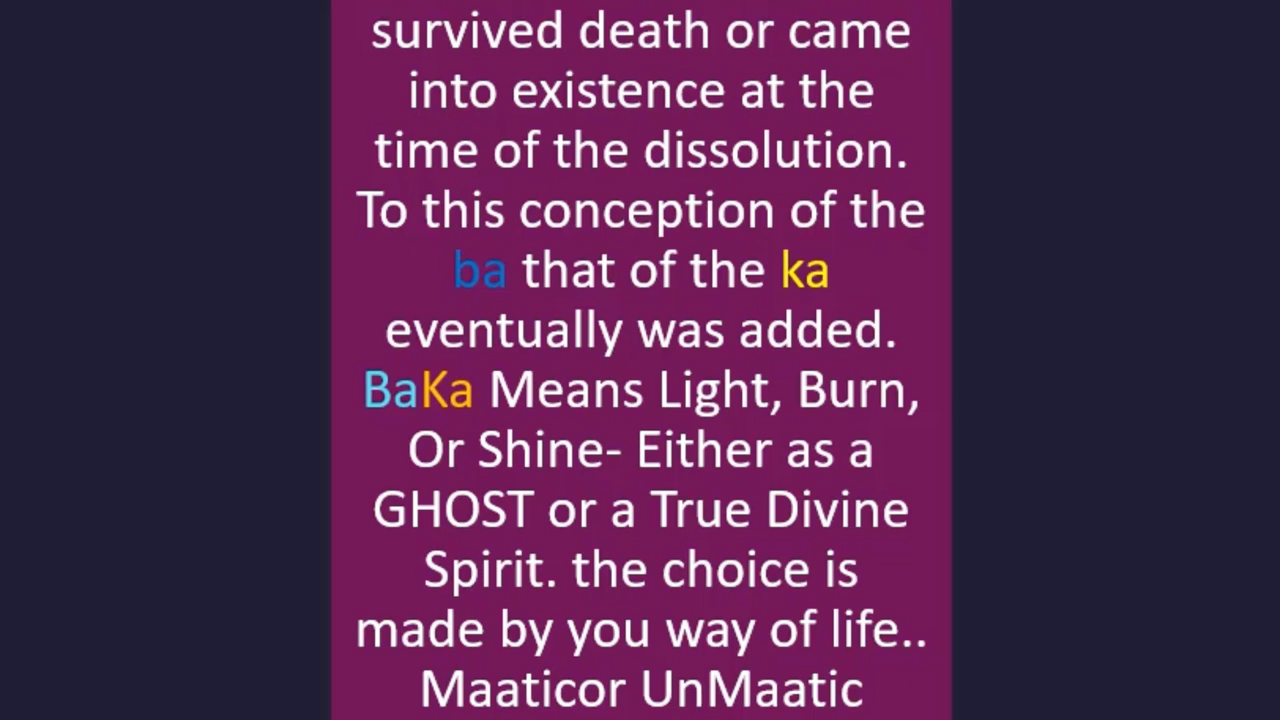 survived death or came
into existence at the
time of the dissolution.
To this conception of the
ba that of the ka
eventually was added.
BaKa Means Light, Burn,
Or Shine- Either as a
GHOST or a True Divine
Spirit. the choice is
made by you way of life..
Maaticor UnMaatic